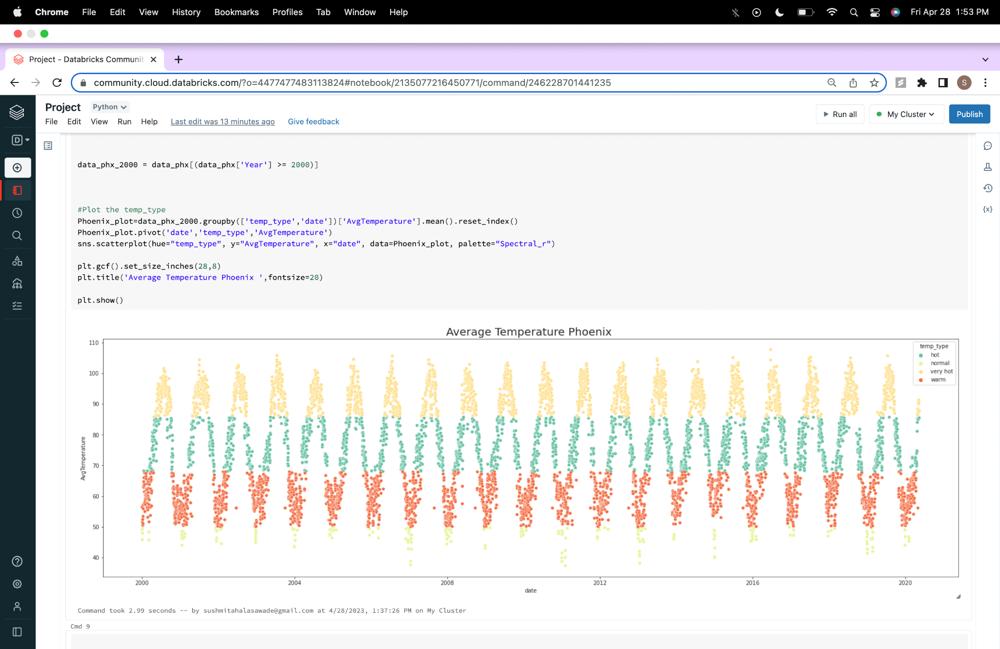 Chrome File Edit View History Bookmarks Profiles Tab Window Help Fri Apr 28 1:53 PM
Project - Databricks Communit
community.cloud.databricks.com/?o=4477477483113824#notebook/2135077216450771/command/246228701441235
S
Project Python
File Edit View Run Help Last edit was 13 minutes ago Give feedback
Run all My Cluster Publish
D
{x}
data_phx_2000 = data_phx[(data_phx['Year'] >= 2000)]
#Plot the temp_type
Phoenix_plot=data_phx_2000.groupby(['temp_type','date'])['AvgTemperature'].mean().reset_index()
Phoenix_plot.pivot('date','temp_type','AvgTemperature')
sns.scatterplot(hue="temp_type", y="AvgTemperature", x="date", data=Phoenix_plot, palette="Spectral_r")
plt.gcf().set_size_inches(28,8)
plt.title('Average Temperature Phoenix ',fontsize=20)
plt.show()
Average Temperature Phoenix
110
100
90
80
70
60
50
40
AvgTemperature
temp_type
hot
normal
very hot
warm
2000 2004 2008 2012 2016 2020
date
Command took 2.99 seconds -- by sushmitahalasawade@gmail.com at 4/28/2023, 1:37:26 PM on My Cluster
Cmd 9